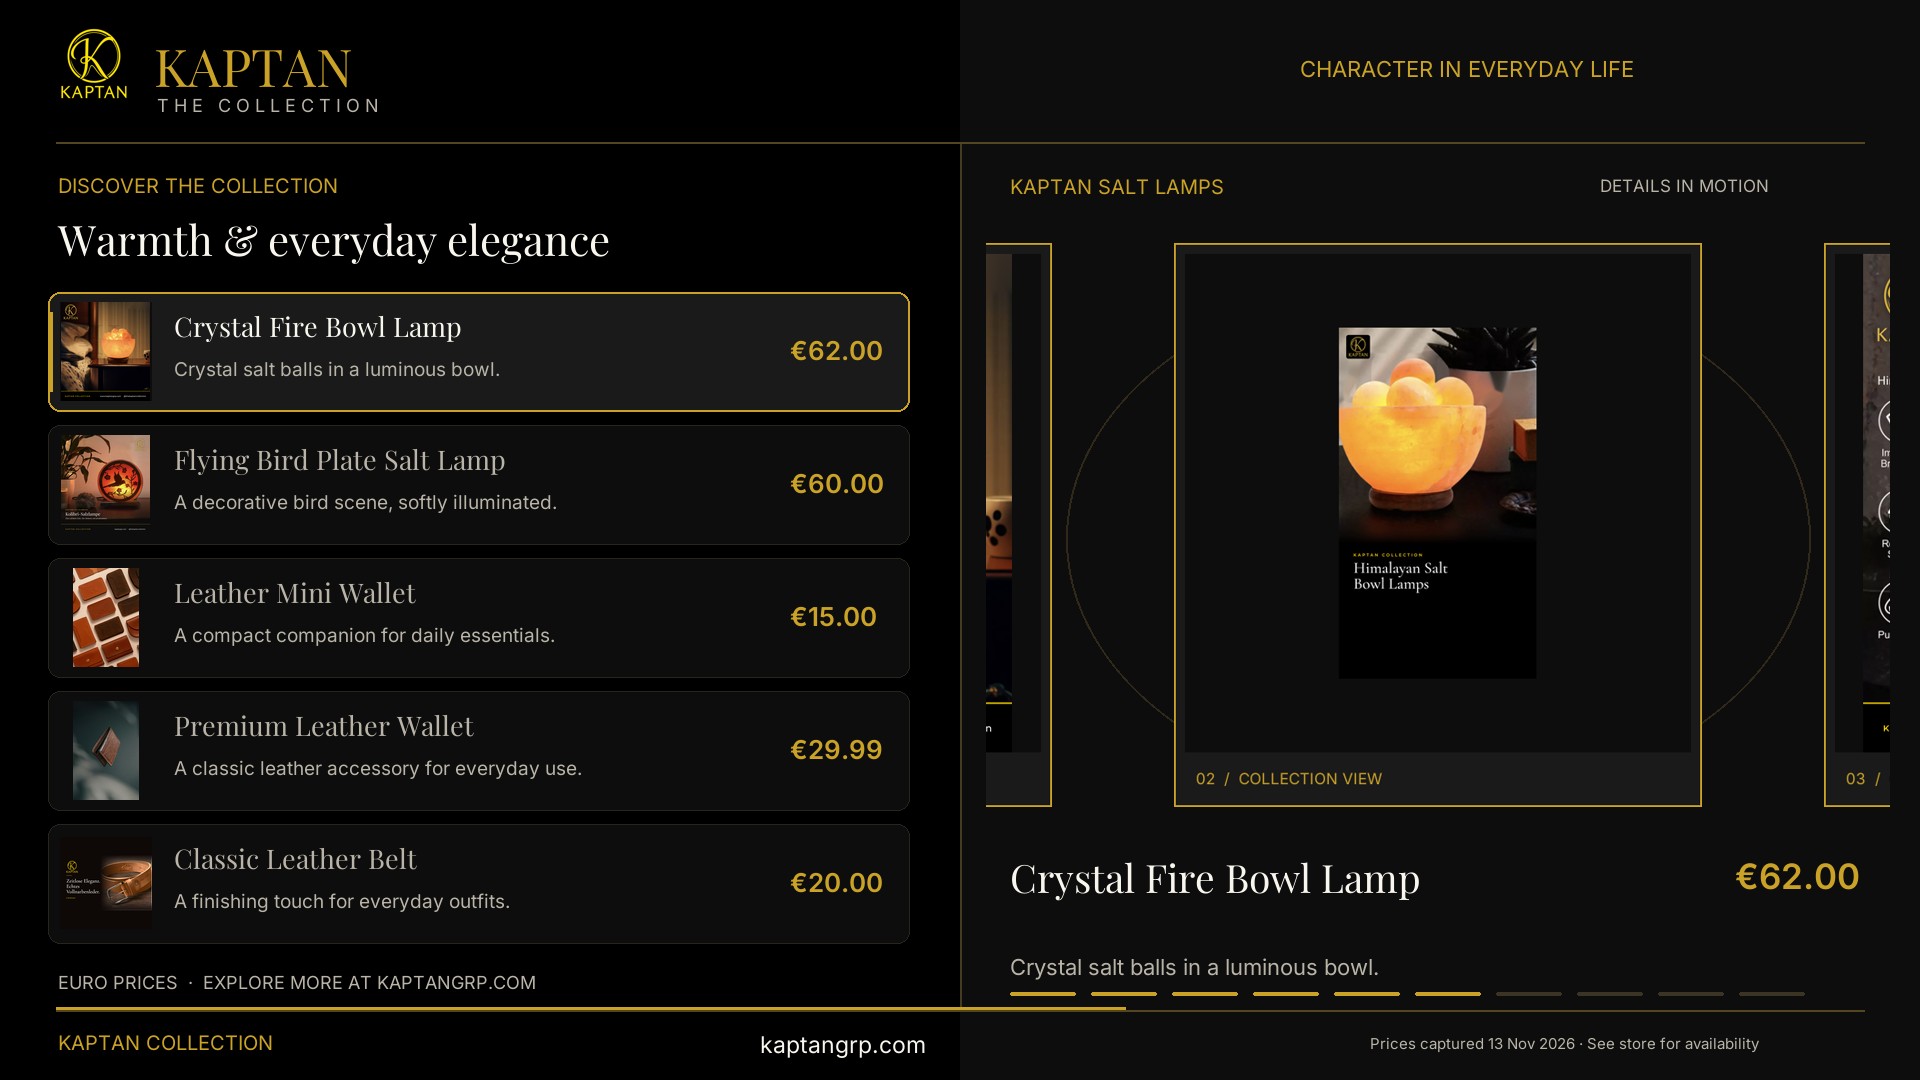 KAPTAN
KAPTAN
THE COLLECTION
CHARACTER IN EVERYDAY LIFE
DISCOVER THE COLLECTION
Warmth & everyday elegance
Crystal Fire Bowl Lamp
Crystal salt balls in a luminous bowl.
€62.00
Flying Bird Plate Salt Lamp
A decorative bird scene, softly illuminated.
€60.00
Leather Mini Wallet
A compact companion for daily essentials.
€15.00
Premium Leather Wallet
A classic leather accessory for everyday use.
€29.99
Classic Leather Belt
A finishing touch for everyday outfits.
€20.00
EURO PRICES · EXPLORE MORE AT KAPTANGRP.COM
KAPTAN SALT LAMPS
DETAILS IN MOTION
KAPTAN
KAPTAN COLLECTION
Himalayan Salt
Bowl Lamps
02 / COLLECTION VIEW
03 /
Crystal Fire Bowl Lamp
€62.00
Crystal salt balls in a luminous bowl.
KAPTAN COLLECTION
kaptangrp.com
Prices captured 13 Nov 2026 · See store for availability